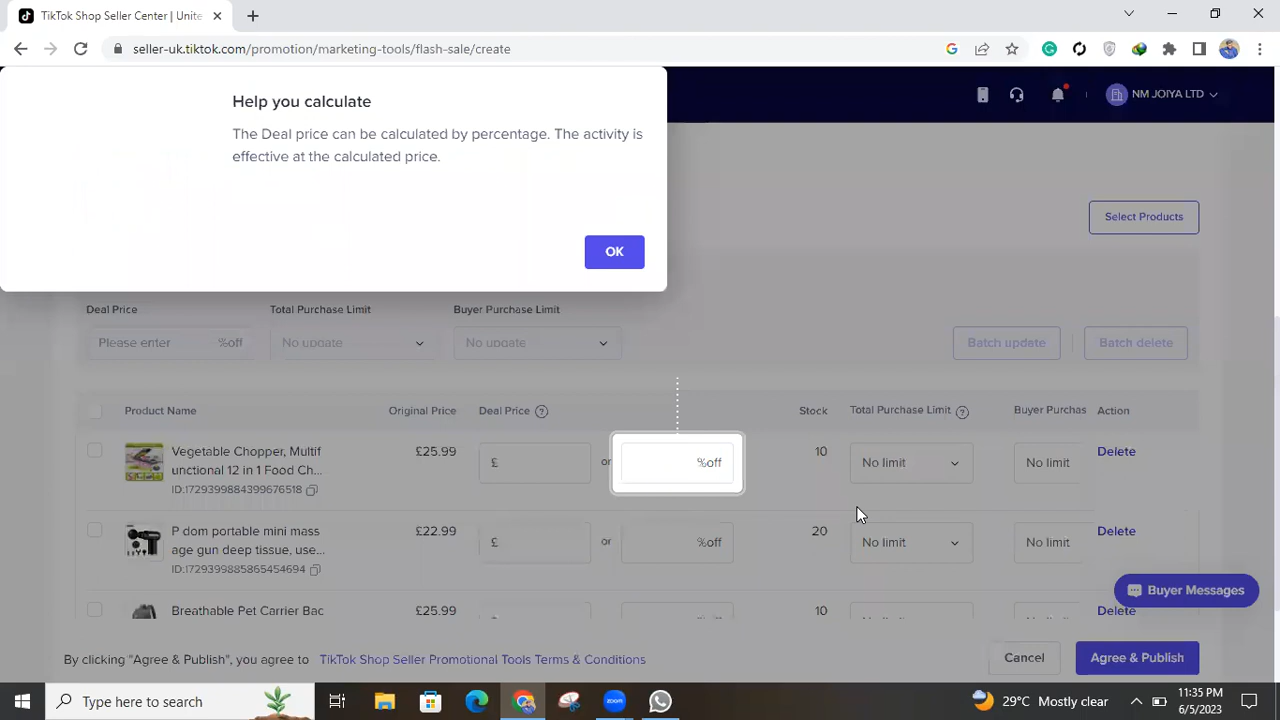 TikTok Shop Seller Center | Unite
seller-uk.tiktok.com/promotion/marketing-tools/flash-sale/create
NM JOIYA LTD
Help you calculate
The Deal price can be calculated by percentage. The activity is
effective at the calculated price.
OK
Select Products
Deal Price
Total Purchase Limit
Buyer Purchase Limit
Please enter %off
No update
No update
Batch update
Batch delete
Product Name
Original Price
Deal Price
Stock
Total Purchase Limit
Buyer Purchas
Action
Vegetable Chopper, Multif
unctional 12 in 1 Food Ch...
ID:1729399884399676518
£25.99
£
or
%off
10
No limit
No limit
Delete
P dom portable mini mass
age gun deep tissue, use...
ID:1729399885865454694
£22.99
£
or
%off
20
No limit
No limit
Delete
Breathable Pet Carrier Bac
£25.99
10
Delete
Buyer Messages
By clicking "Agree & Publish", you agree to TikTok Shop Seller Promotional Tools Terms & Conditions
Cancel
Agree & Publish
Type here to search
zoom
29°C Mostly clear
11:35 PM
6/5/2023